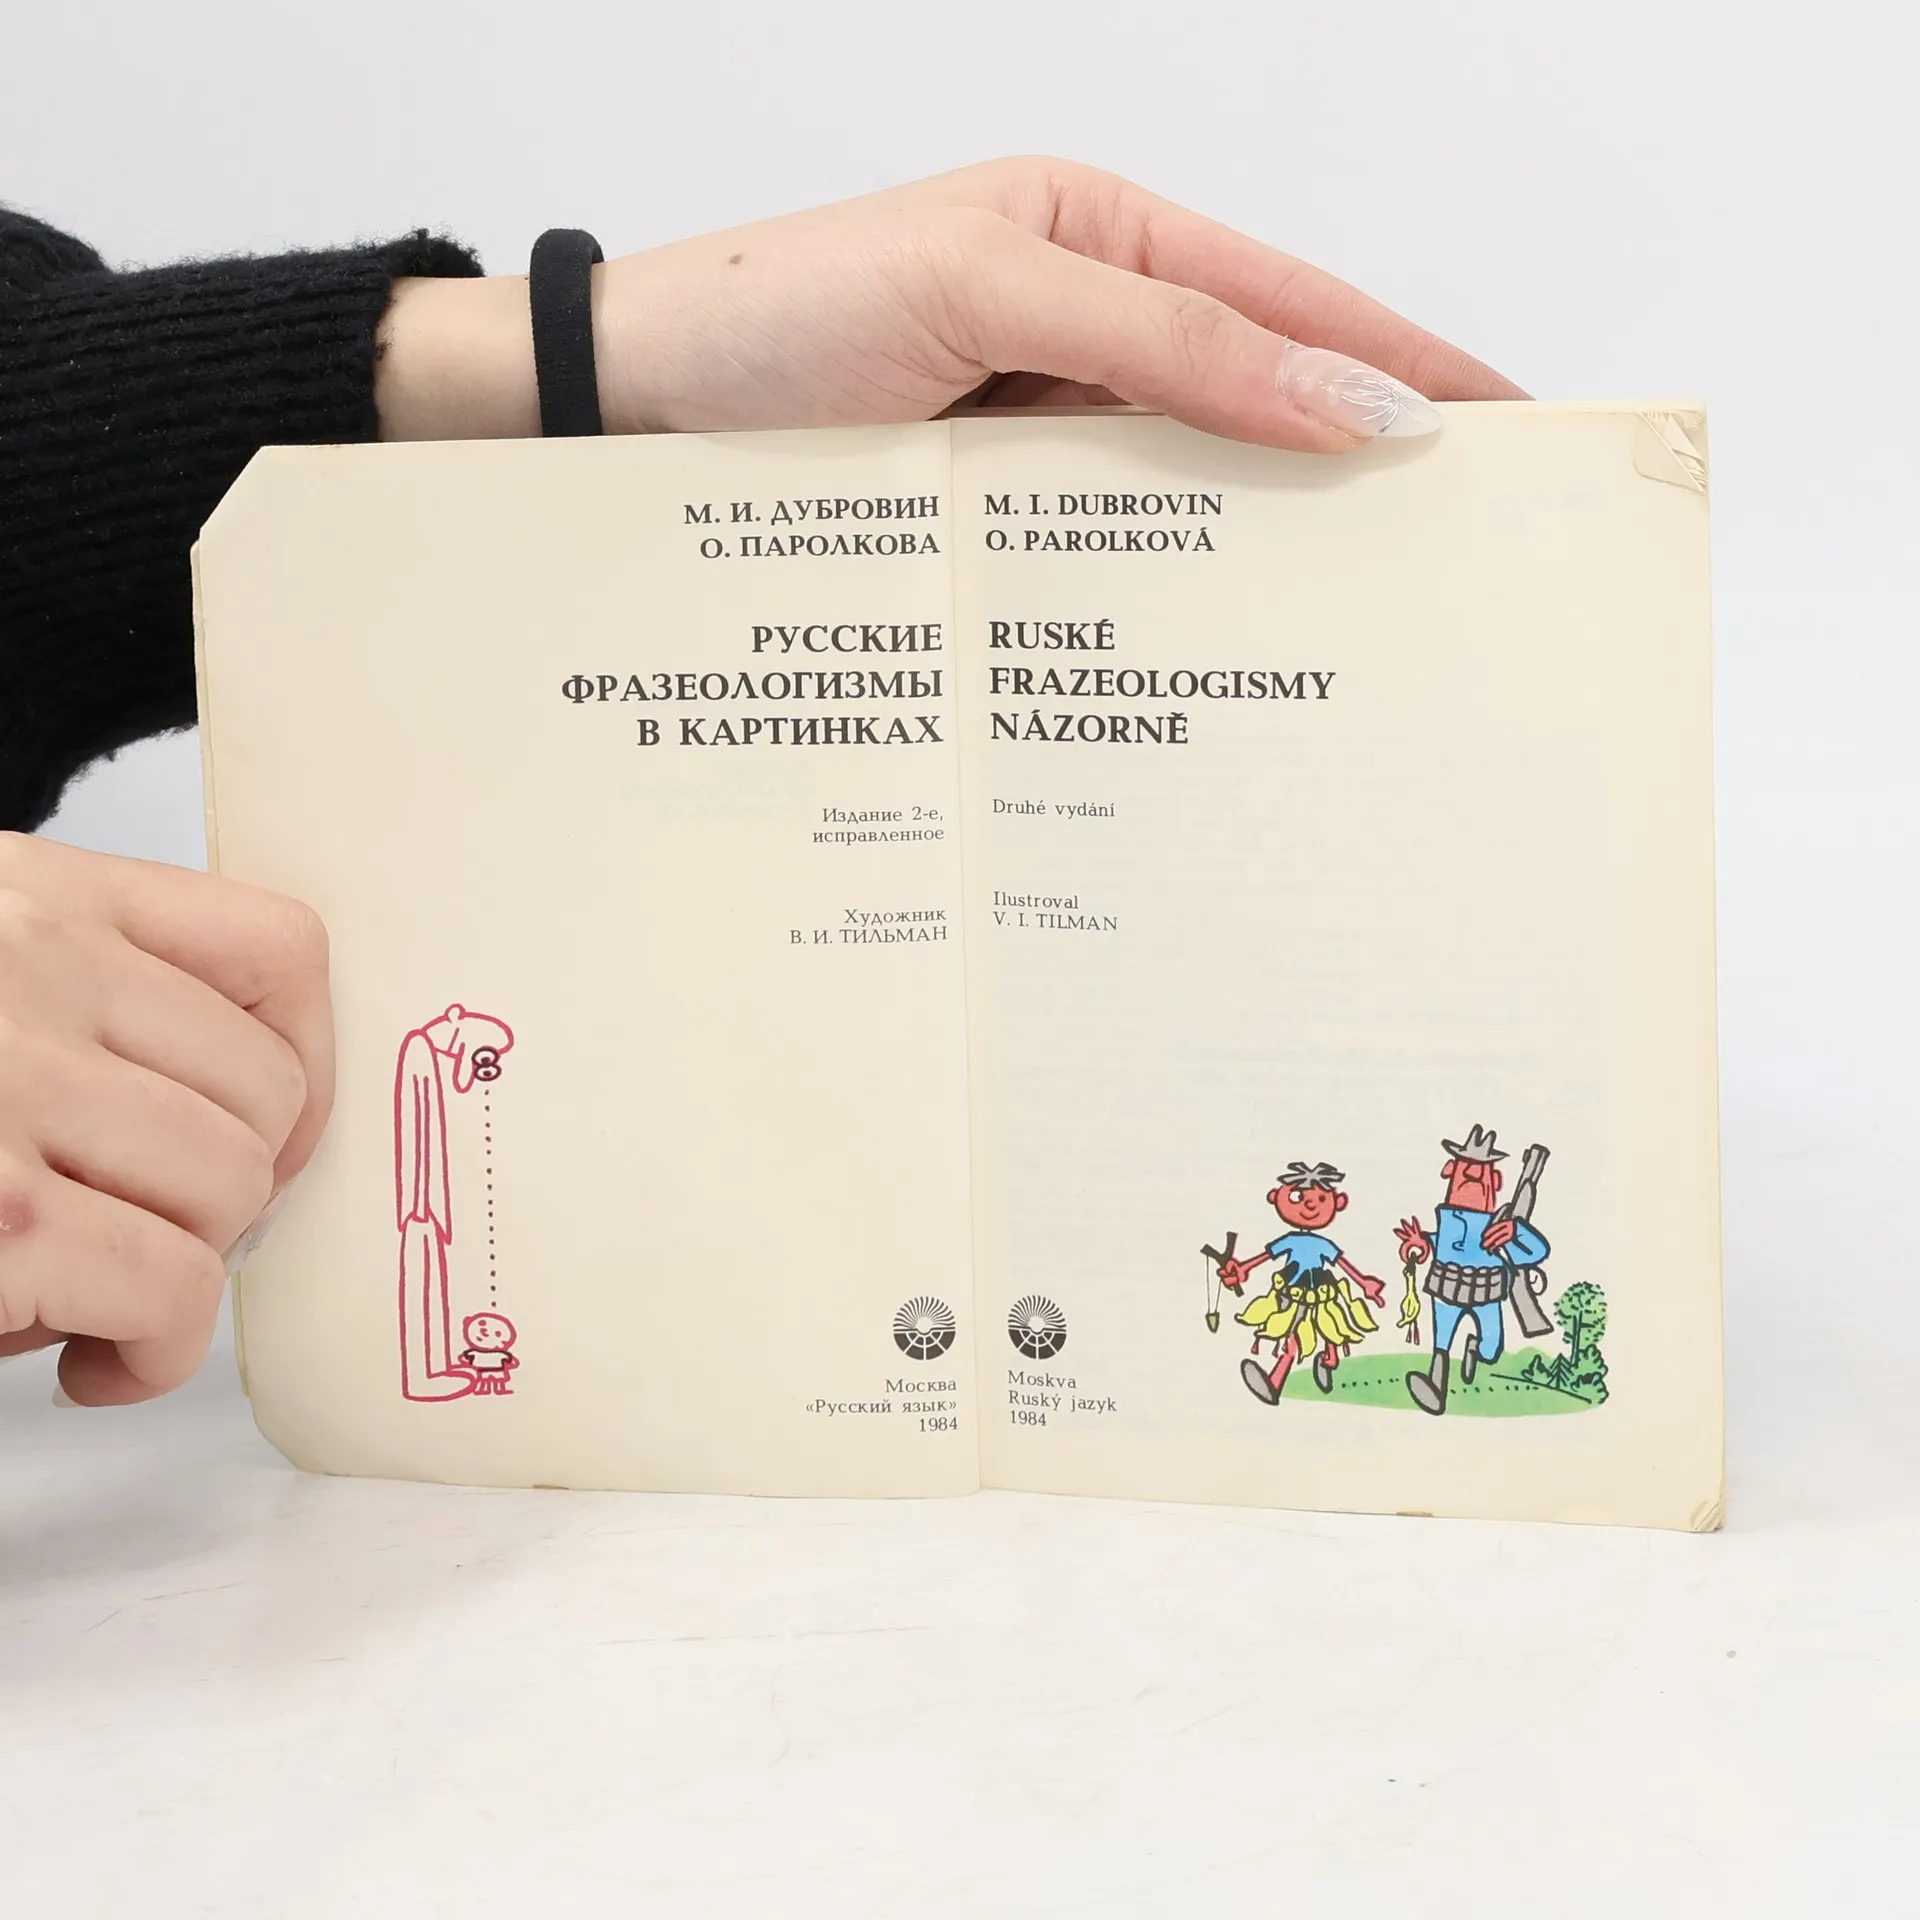 М. И. ДУБРОВИН
О. ПАРОЛКОВА
РУССКИЕ
ФРАЗЕОЛОГИЗМЫ
В КАРТИНКАХ
Издание 2-е,
исправленное
Художник
В. И. ТИЛЬМАН
Москва
«Русский язык»
1984
M. I. DUBROVIN
O. PAROLKOVÁ
RUSKÉ
FRAZEOLOGISMY
NÁZORNĚ
Druhé vydání
Ilustroval
V. I. TILMAN
Moskva
Ruský jazyk
1984